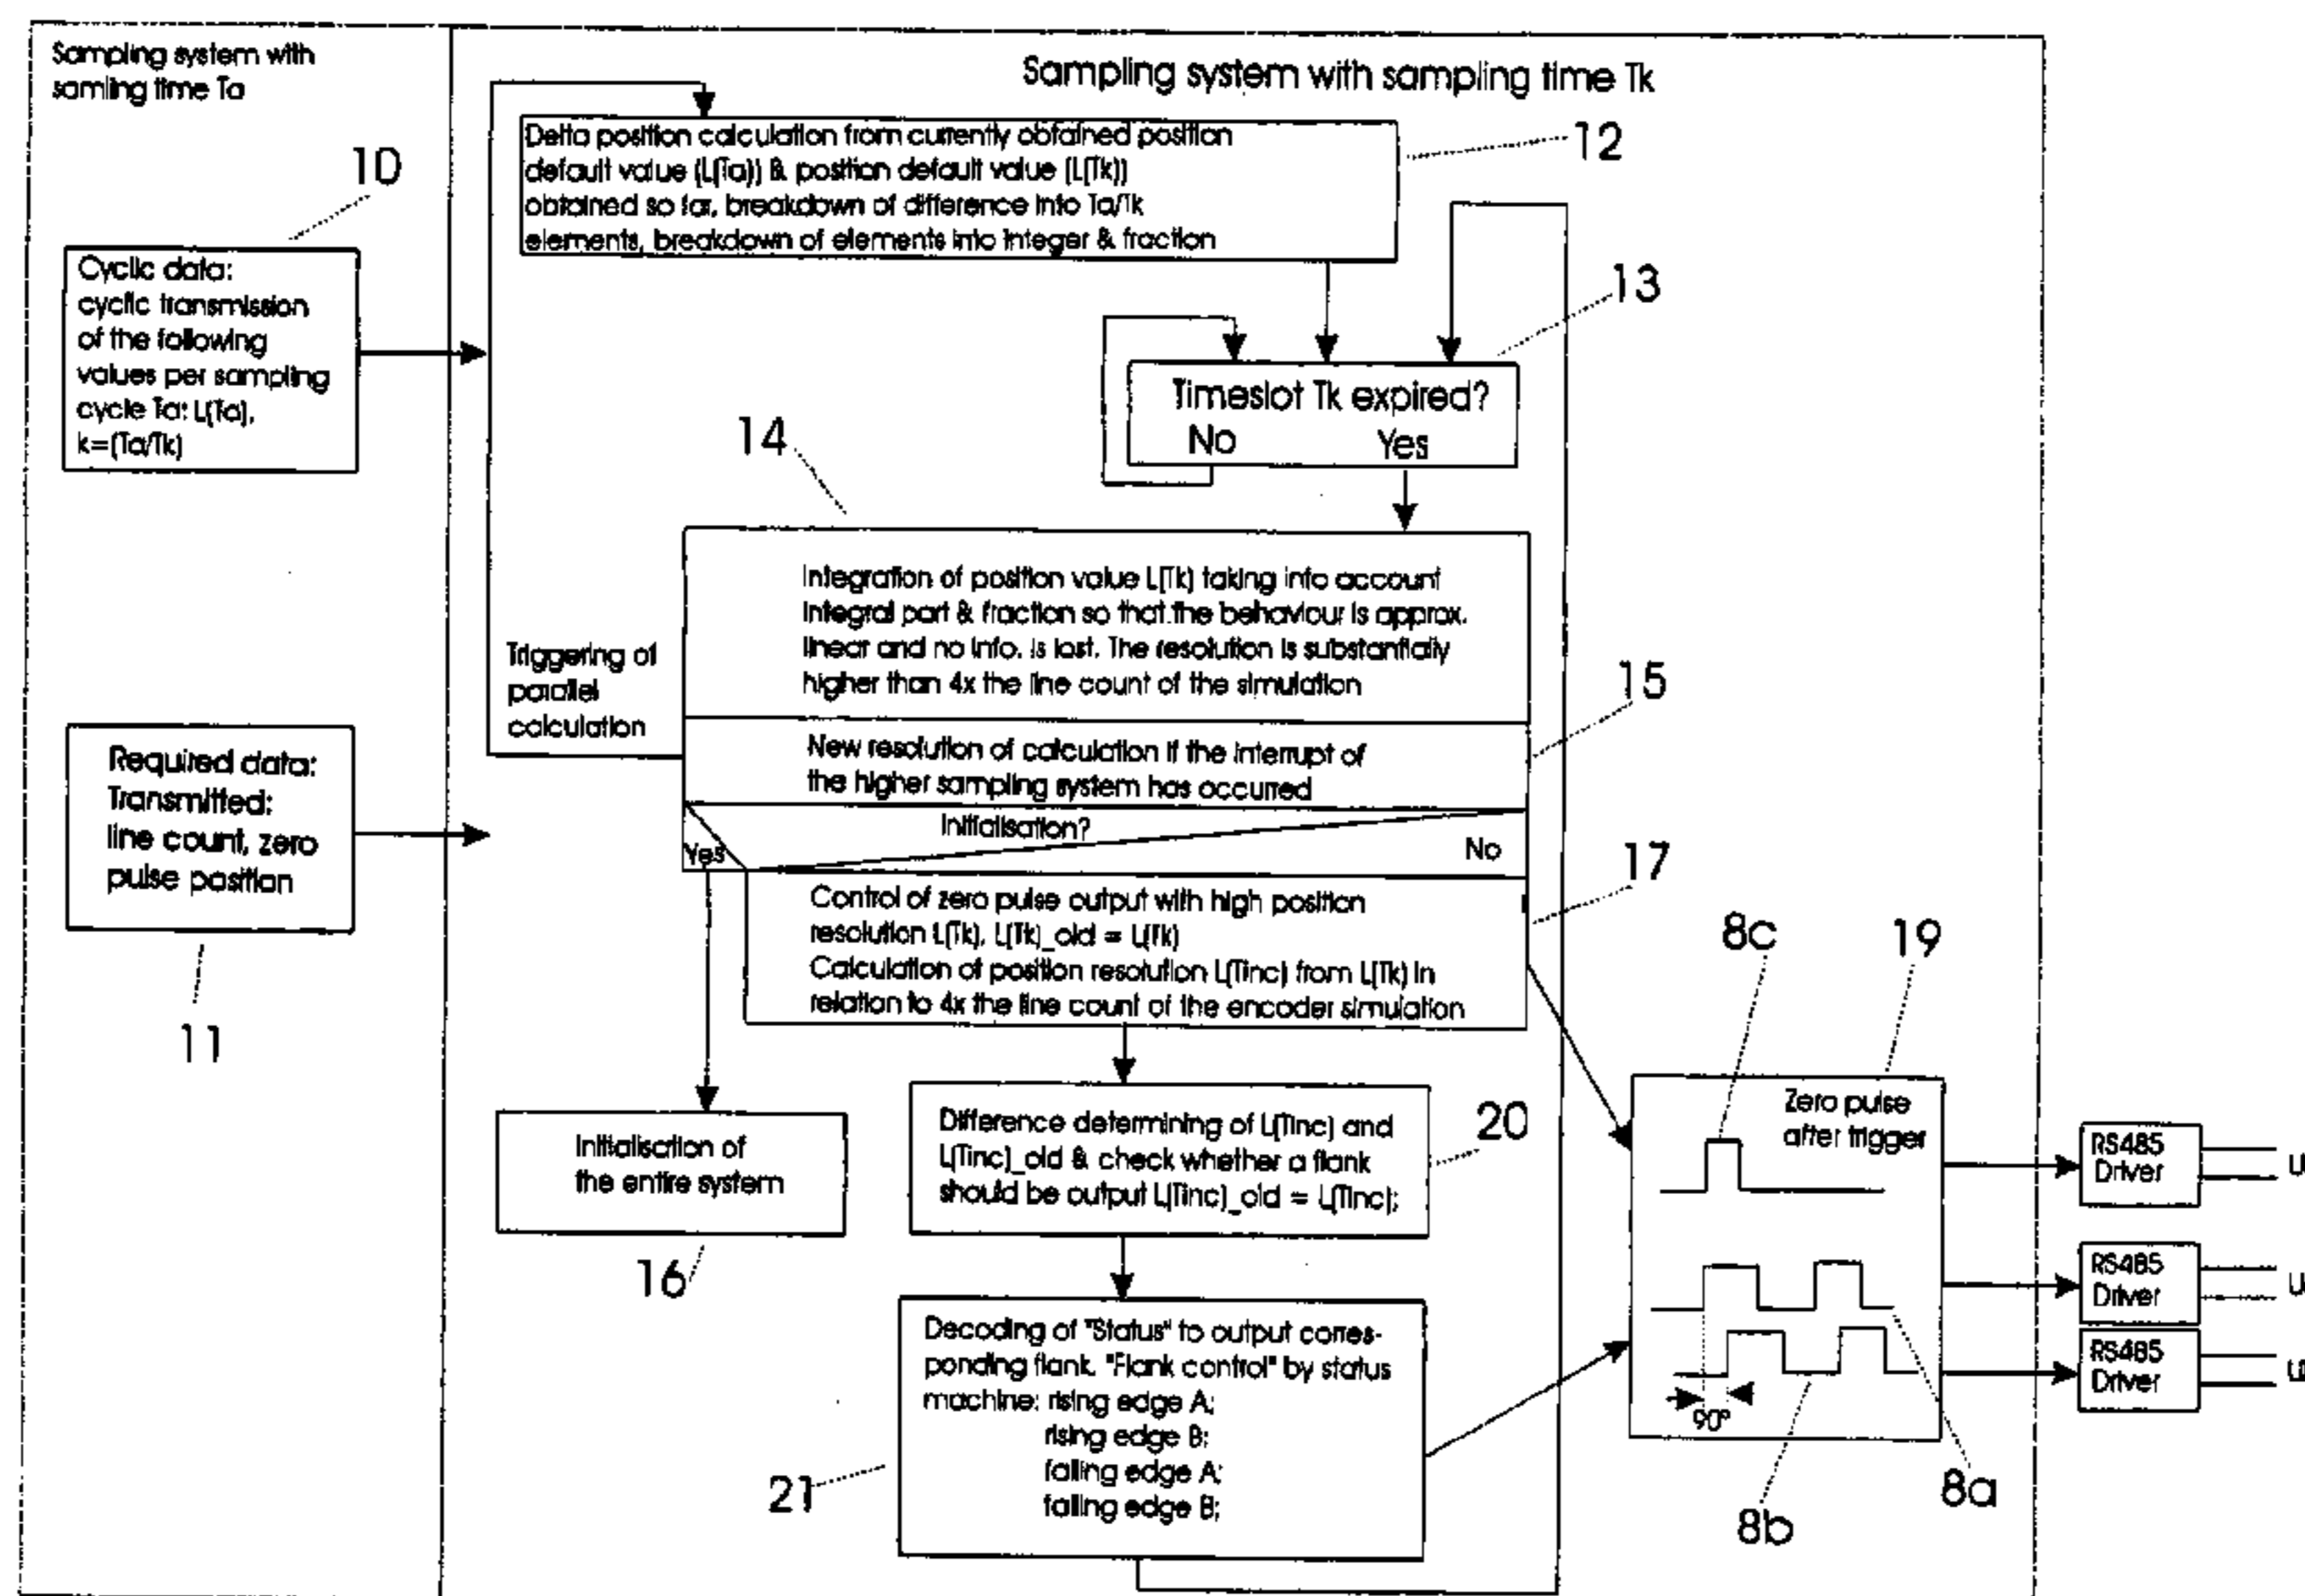 Sampling system with
samling time Ta
Sampling system with sampling time Tk
10
Cyclic data:
cyclic transmission
of the following
values per sampling
cycle Ta: L(Ta),
k=(Ta/Tk)
Delta position calculation from currently obtained position
default value (L(Ta)) & position default value (L(Tk))
obtained so far, breakdown of difference into Ta/Tk
elements, breakdown of elements into integer & fraction
12
13
Timeslot Tk expired?
No Yes
14
Integration of position value L(Tk) taking into account
integral part & fraction so that the behaviour is approx.
linear and no info. is lost. The resolution is substantially
higher than 4x the line count of the simulation
Triggering of
parallel
calculation
15
New resolution of calculation if the interrupt of
the higher sampling system has occurred
Initialisation?
Yes No
Required data:
Transmitted:
line count, zero
pulse position
11
17
Control of zero pulse output with high position
resolution L(Tk), L(Tk)_old = L(Tk)
Calculation of position resolution L(Tinc) from L(Tk) in
relation to 4x the line count of the encoder simulation
Initialisation of
the entire system
16
Difference determining of L(Tinc) and
L(Tinc)_old & check whether a flank
should be output L(Tinc)_old = L(Tinc);
20
Decoding of "Status" to output corres-
ponding flank. "Flank control" by status
machine: rising edge A;
rising edge B;
falling edge A;
falling edge B;
21
8c
19
Zero pulse
after trigger
90°
8a
8b
RS485
Driver
RS485
Driver
RS485
Driver